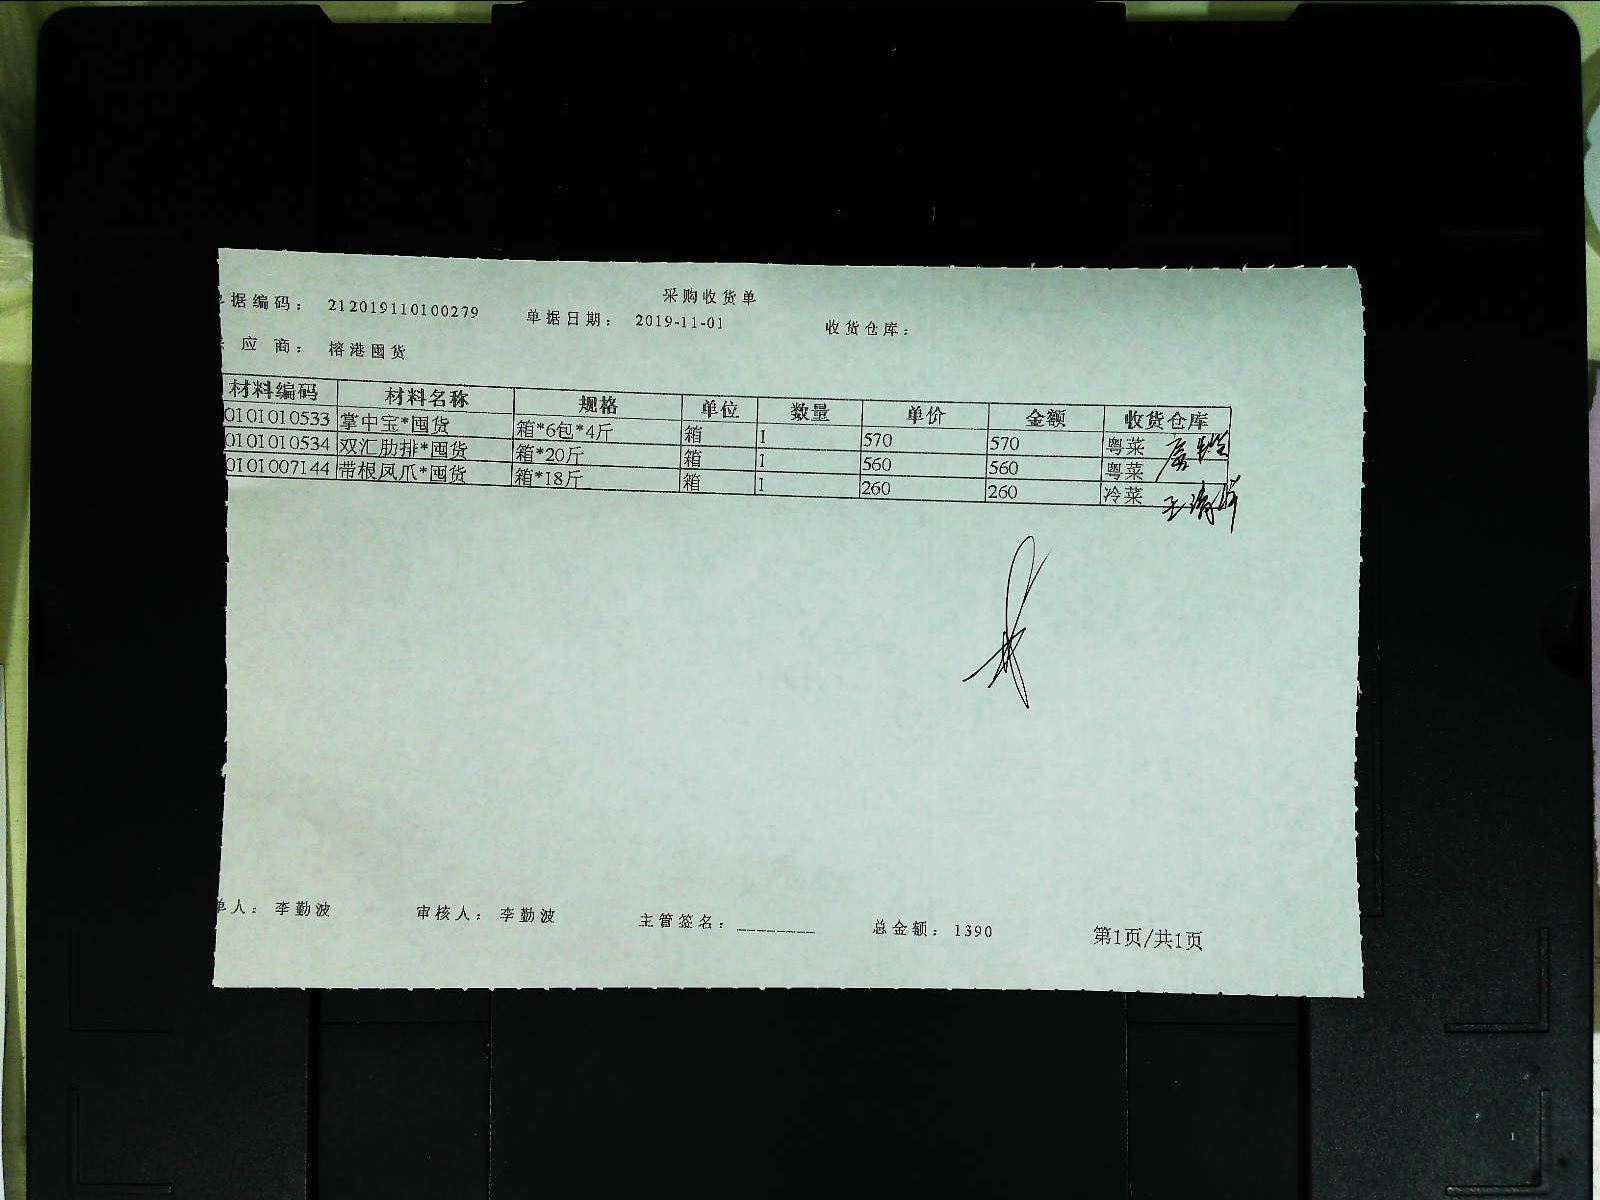 采购收货单
据编码： 212019110100279 单据日期： 2019-11-01 收货仓库：
应 商： 榕港囤货
材料编码 材料名称 规格 单位 数量 单价 金额 收货仓库
0101010533 掌中宝*囤货 箱*6包*4斤 箱 1 570 570 粤菜
0101010534 双汇肋排*囤货 箱*20斤 箱 1 560 560 粤菜
0101007144 带根凤爪*囤货 箱*18斤 箱 1 260 260 冷菜
单人： 李勤波 审核人： 李勤波 主管签名：________ 总金额： 1390 第1页/共1页